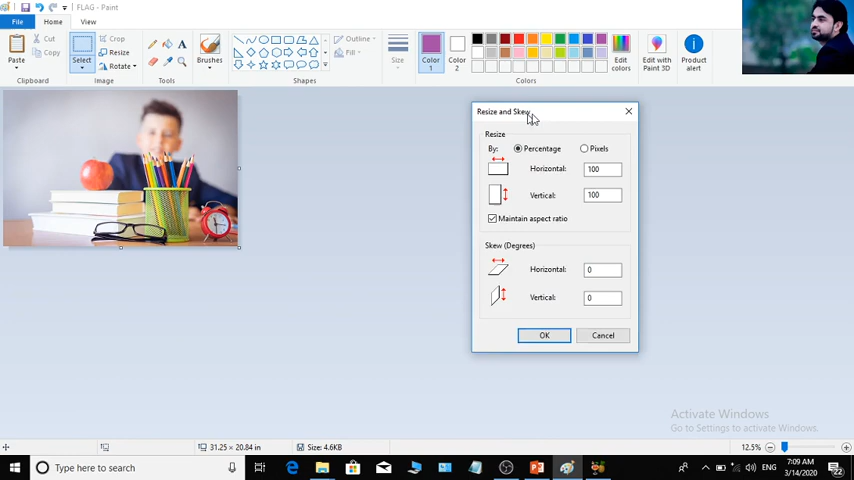 FLAG - Paint
File
Home
View
Paste
Cut
Copy
Clipboard
Select
Crop
Resize
Rotate
Image
A
Tools
Brushes
Outline
Fill
Shapes
Size
Color 1
Color 2
Colors
Edit colors
Edit with Paint 3D
Product alert
Resize and Skew
Resize
By:
Percentage
Pixels
Horizontal:
100
Vertical:
100
Maintain aspect ratio
Skew (Degrees)
Horizontal:
0
Vertical:
0
OK
Cancel
Activate Windows
Go to Settings to activate Windows.
31.25 × 20.84 in
Size: 4.6KB
12.5%
Type here to search
ENG
7:09 AM
3/14/2020
22